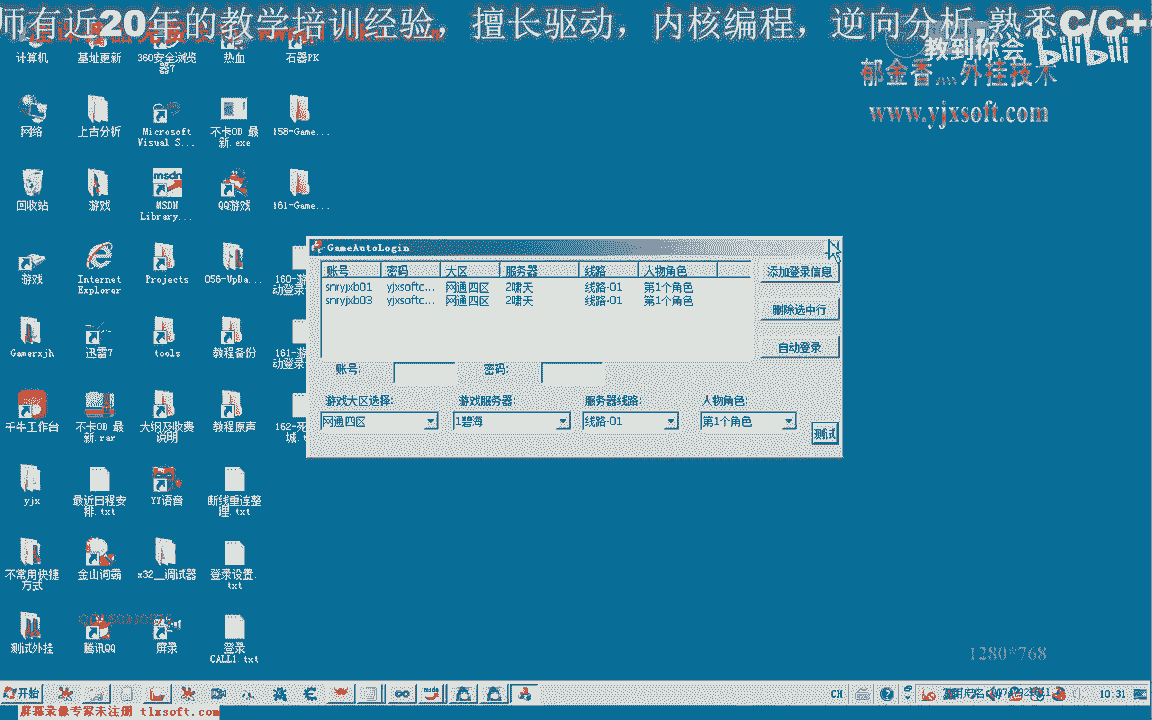 师有近20年的教学培训经验，擅长驱动，内核编程，逆向分析,熟悉C/C+
教到你会
bilibili
郁金香灬外挂技术
www.yjxsoft.com
计算机
基址更新
360安全浏览器7
热血
石器PK
网络
上古分析
Microsoft Visual S...
不卡OD 最新.exe
158-Game...
回收站
游戏
msdn
MSDN Library...
QQ游戏
161-Game...
游戏
Internet Explorer
Projects
056-UpDa...
160-游
动登录
Gamerxjh
迅雷7
tools
教程备份
161-游
动登录
千牛工作台
不卡OD 最新.rar
大纲及收费说明
教程原声
162-死
城.t
yjx
最近日程安排.txt
YY语音
断线重连整理.txt
不常用快捷方式
金山词霸
x32__调试器
登录设置.txt
测试外挂
腾讯QQ
屏录
登录CALL1.txt
GameAutoLogin
账号 密码 大区 服务器 线路 人物角色
snryjxb01 yjxsoftc... 网通四区 2啸天 线路-01 第1个角色
snryjxb03 yjxsoftc... 网通四区 2啸天 线路-01 第1个角色
添加登录信息
删除选中行
自动登录
账号: 密码:
游戏大区选择: 游戏服务器: 服务器线路: 人物角色:
网通四区 1碧海 线路-01 第1个角色
测试
1280*768
开始
CH
10:31
屏幕录像专家未注册 tlxsoft.com